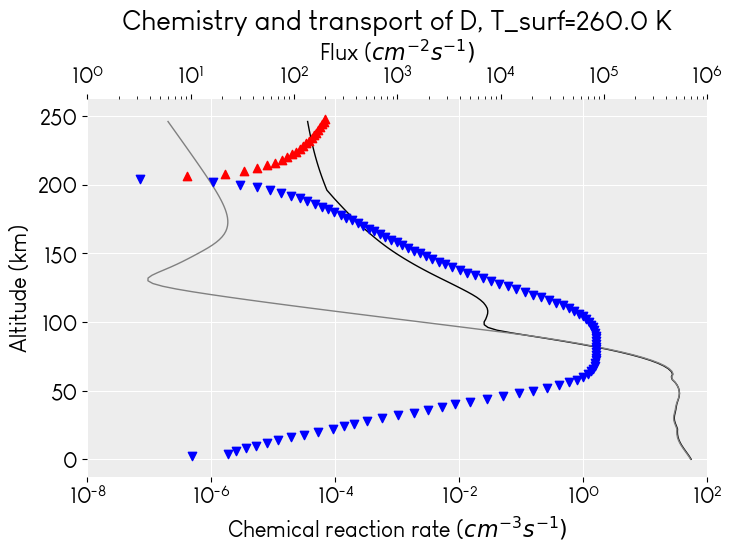 Chemistry and transport of D, T_surf=260.0 K
Flux (cm⁻²s⁻¹)
10⁰ 10¹ 10² 10³ 10⁴ 10⁵ 10⁶
250
200
150
100
50
0
Altitude (km)
10⁻⁸ 10⁻⁶ 10⁻⁴ 10⁻² 10⁰ 10²
Chemical reaction rate (cm⁻³s⁻¹)